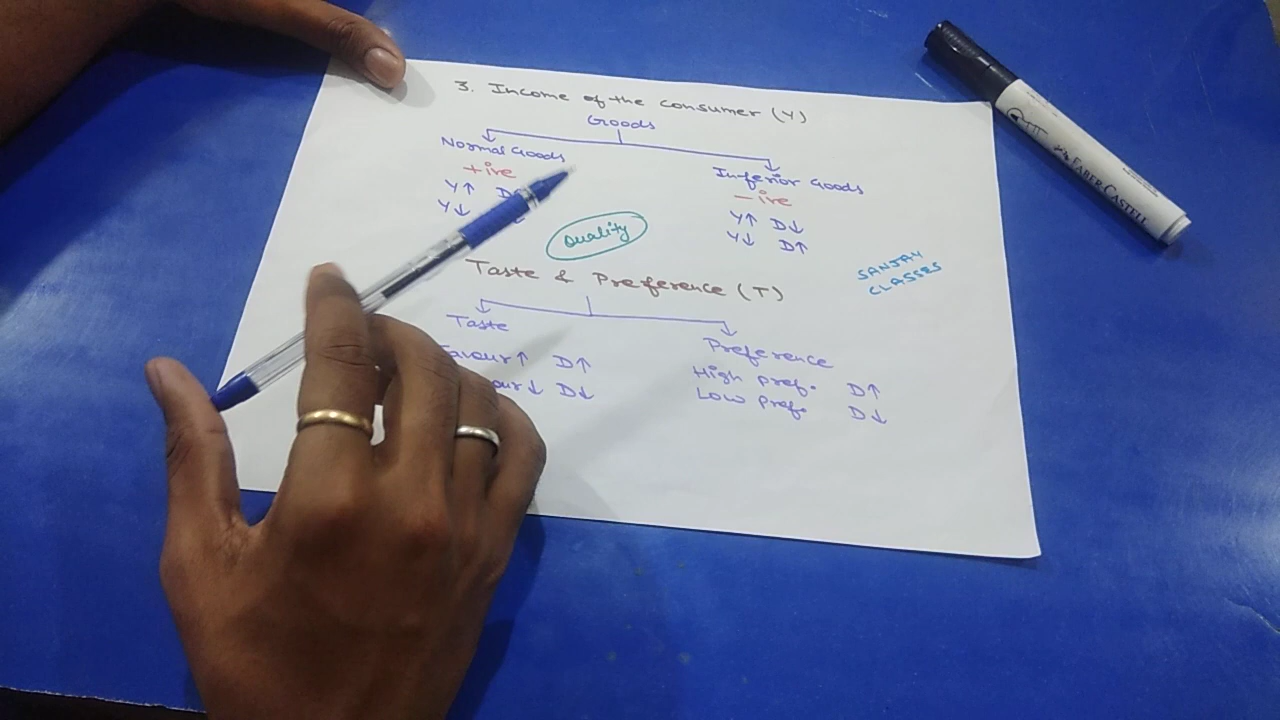 3. Income of the Consumer (Y)
Goods
Normal Goods
+ive
Y↑
Y↓
Inferior Goods
-ive
Y↑ D↓
Y↓ D↑
Quality
Taste & Preference (T)
Taste
Favour↑ D↑
D↓
Preference
High pref. D↑
Low pref. D↓
SANJAY
CLASSES
FABER-CASTELL